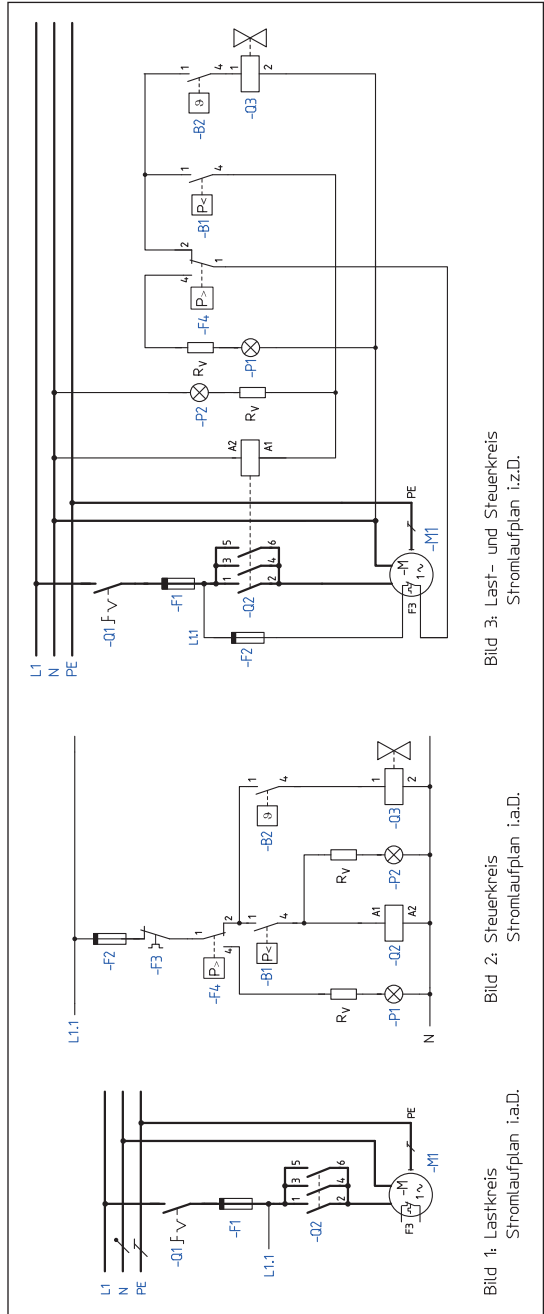 L1
N
PE
-Q1
-F1
L1.1
1
3
5
-Q2
2
4
6
-M
1~
F3
-M1
PE
Bild 1: Lastkreis
Stromlaufplan i.a.D.
L1.1
-F2
-F3
1
P>
4
2
-F4
1
P<
4
-B1
1
ϑ
4
-B2
Rv
Rv
A1
A2
-Q2
-P1
-P2
1
2
-Q3
N
Bild 2: Steuerkreis
Stromlaufplan i.a.D.
L1
N
PE
-Q1
-F1
L1.1
-F2
1
3
5
-Q2
2
4
6
A2
A1
-P2
Rv
Rv
-P1
4
2
P>
1
-F4
1
P<
4
-B1
1
ϑ
4
-B2
1
2
-Q3
-M
1~
F3
-M1
PE
Bild 3: Last- und Steuerkreis
Stromlaufplan i.z.D.